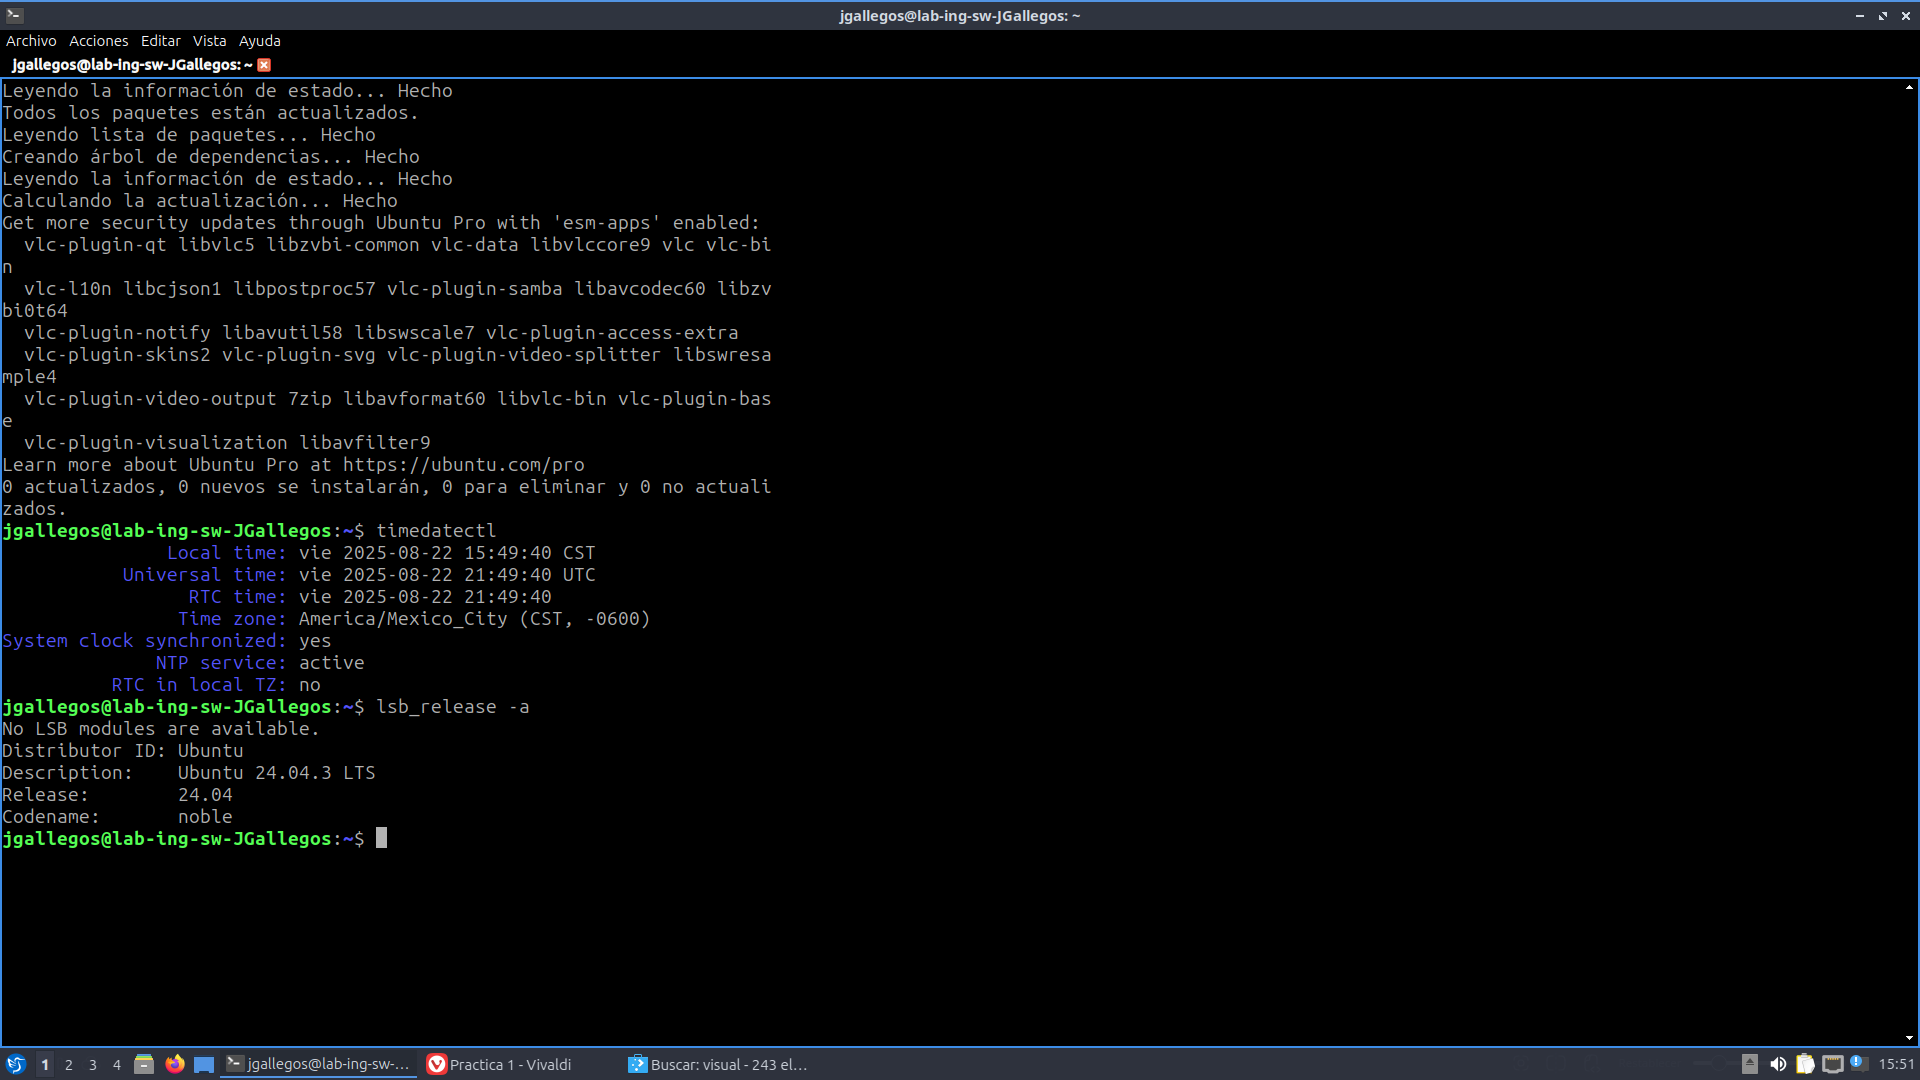 jgallegos@lab-ing-sw-JGallegos: ~
Archivo Acciones Editar Vista Ayuda
jgallegos@lab-ing-sw-JGallegos: ~
Leyendo la información de estado... Hecho
Todos los paquetes están actualizados.
Leyendo lista de paquetes... Hecho
Creando árbol de dependencias... Hecho
Leyendo la información de estado... Hecho
Calculando la actualización... Hecho
Get more security updates through Ubuntu Pro with 'esm-apps' enabled:
  vlc-plugin-qt libvlc5 libzvbi-common vlc-data libvlccore9 vlc vlc-bi
n
  vlc-l10n libcjson1 libpostproc57 vlc-plugin-samba libavcodec60 libzv
bi0t64
  vlc-plugin-notify libavutil58 libswscale7 vlc-plugin-access-extra
  vlc-plugin-skins2 vlc-plugin-svg vlc-plugin-video-splitter libswresa
mple4
  vlc-plugin-video-output 7zip libavformat60 libvlc-bin vlc-plugin-bas
e
  vlc-plugin-visualization libavfilter9
Learn more about Ubuntu Pro at https://ubuntu.com/pro
0 actualizados, 0 nuevos se instalarán, 0 para eliminar y 0 no actuali
zados.
jgallegos@lab-ing-sw-JGallegos:~$ timedatectl
               Local time: vie 2025-08-22 15:49:40 CST
           Universal time: vie 2025-08-22 21:49:40 UTC
                 RTC time: vie 2025-08-22 21:49:40
                Time zone: America/Mexico_City (CST, -0600)
System clock synchronized: yes
              NTP service: active
          RTC in local TZ: no
jgallegos@lab-ing-sw-JGallegos:~$ lsb_release -a
No LSB modules are available.
Distributor ID: Ubuntu
Description:    Ubuntu 24.04.3 LTS
Release:        24.04
Codename:       noble
jgallegos@lab-ing-sw-JGallegos:~$
1 2 3 4 jgallegos@lab-ing-sw-... Practica 1 - Vivaldi Buscar: visual - 243 el... 15:51